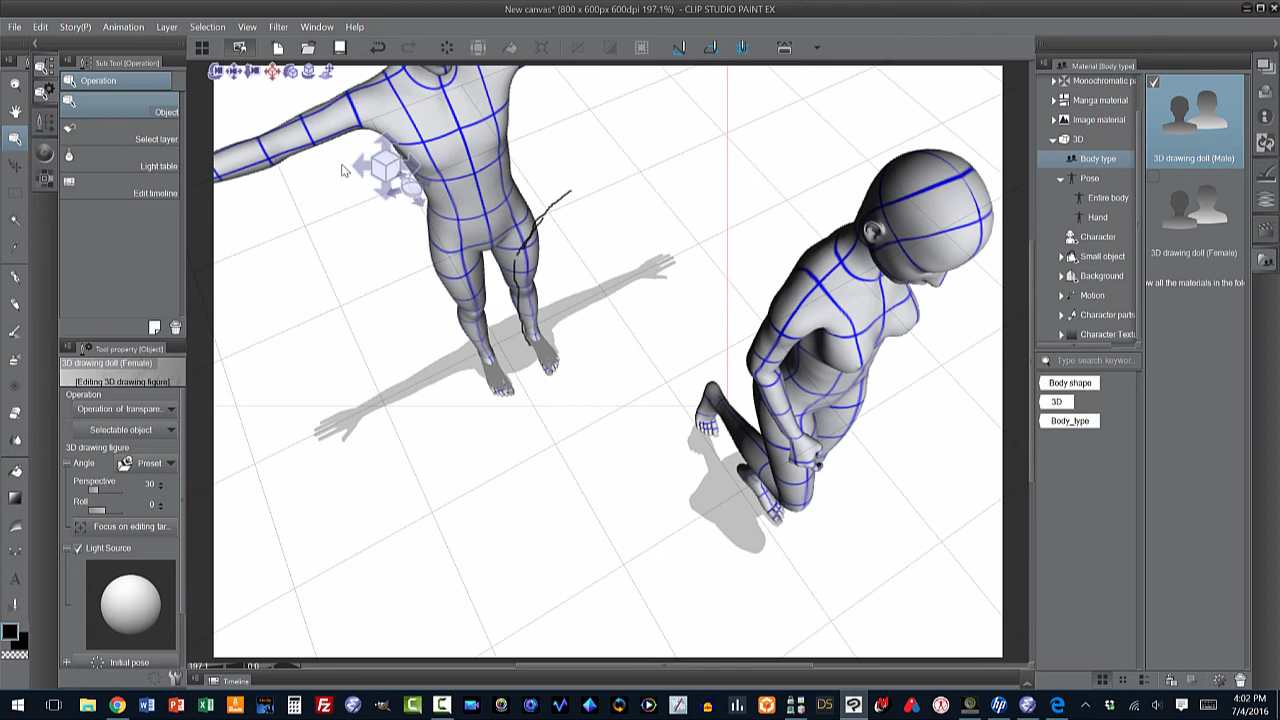 New canvas* (800 x 600px 600dpi 197.1%) - CLIP STUDIO PAINT EX
File Edit Story(P) Animation Layer Selection View Filter Window Help
Sub Tool [Operation]
Operation
Object
Select layer
Light table
Edit timeline
Tool property [Object]
3D drawing doll (Female)
[Editing 3D drawing figure]
Operation
Operation of transpare...
Selectable object
3D drawing figure
Angle Preset
Perspective 30
Roll 0
Focus on editing tar...
Light Source
Initial pose
197.1 0.0
Timeline
Material [Body type]
Monochromatic p
Manga material
Image material
3D
Body type
Pose
Entire body
Hand
Character
Small object
Background
Motion
Character parts
Character Text
Type search keywor...
Body shape
3D
Body_type
3D drawing doll (Male)
3D drawing doll (Female)
w all the materials in the fol
4:02 PM
7/4/2016